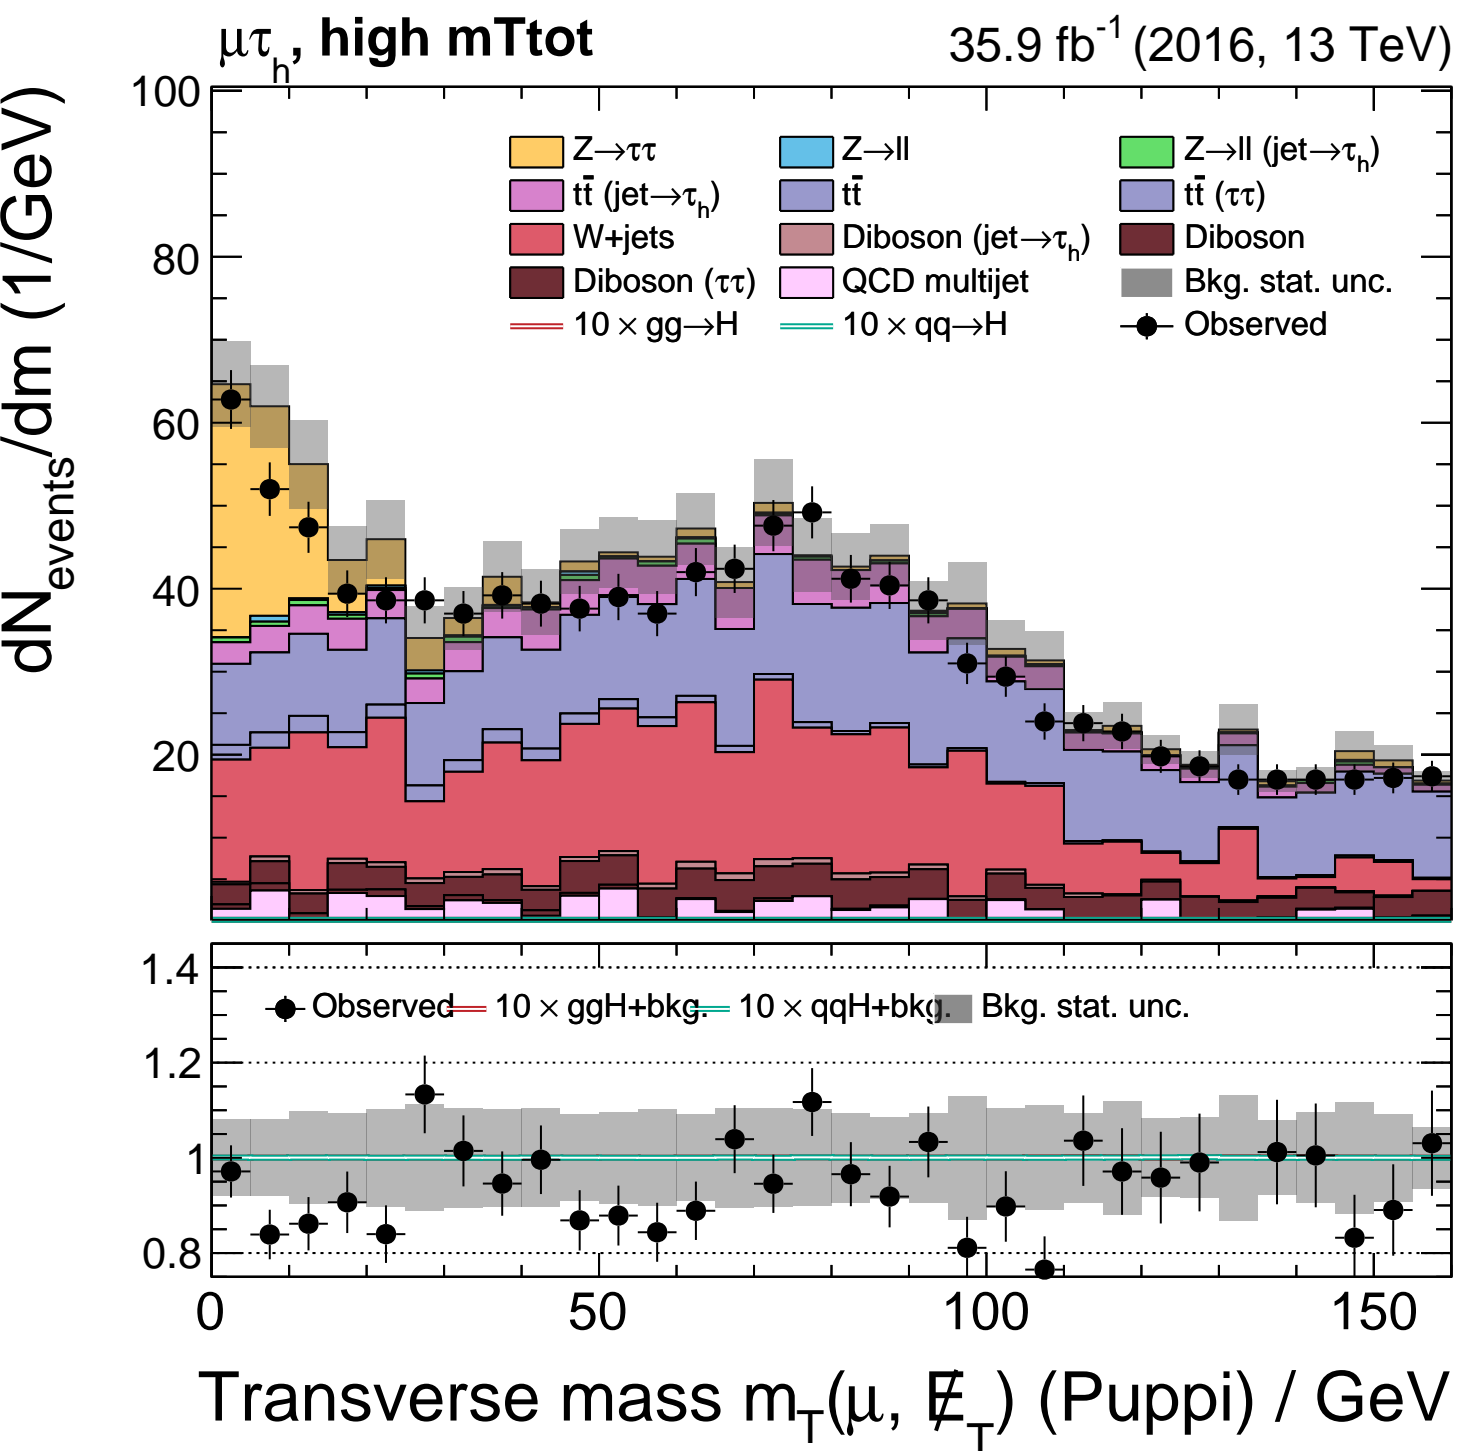 μτh, high mTtot 35.9 fb-1 (2016, 13 TeV)
dNevents/dm (1/GeV)
100
80
60
40
20
Z→ττ Z→ll Z→ll (jet→τh)
tt̄ (jet→τh) tt̄ tt̄ (ττ)
W+jets Diboson (jet→τh) Diboson
Diboson (ττ) QCD multijet Bkg. stat. unc.
10 × gg→H 10 × qq→H Observed
1.4
1.2
1
0.8
Observed 10 × ggH+bkg. 10 × qqH+bkg. Bkg. stat. unc.
0 50 100 150
Transverse mass mT(μ, E̸T) (Puppi) / GeV